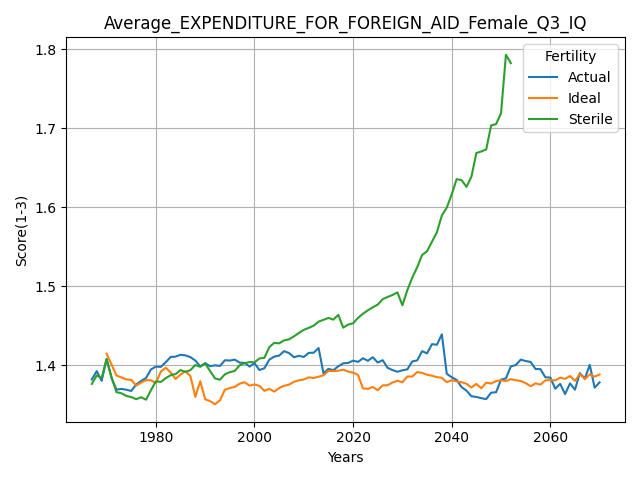 Average_EXPENDITURE_FOR_FOREIGN_AID_Female_Q3_IQ
Fertility
Actual
Ideal
Sterile
Score(1-3)
1.8
1.7
1.6
1.5
1.4
1980
2000
2020
2040
2060
Years